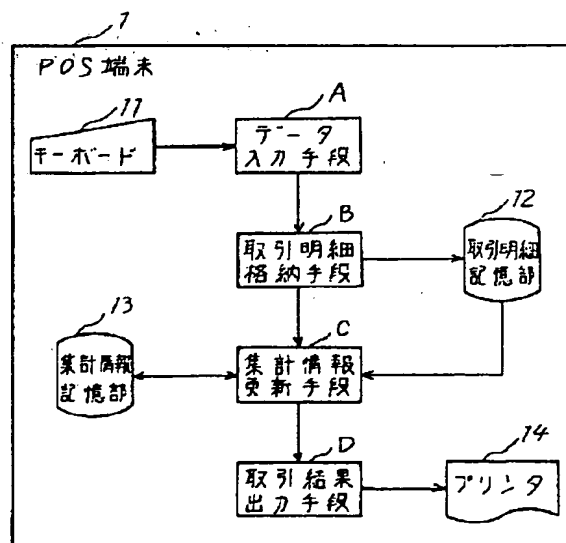 1
POS端末
11
キーボード
A
データ
入力手段
B
取引明細
格納手段
12
取引明細
記憶部
13
集計情報
記憶部
C
集計情報
更新手段
D
取引結果
出力手段
14
プリンタ